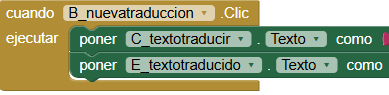 cuando B_nuevatraduccion .Clic
ejecutar poner C_textotraducir . Texto como
poner E_textotraducido . Texto como